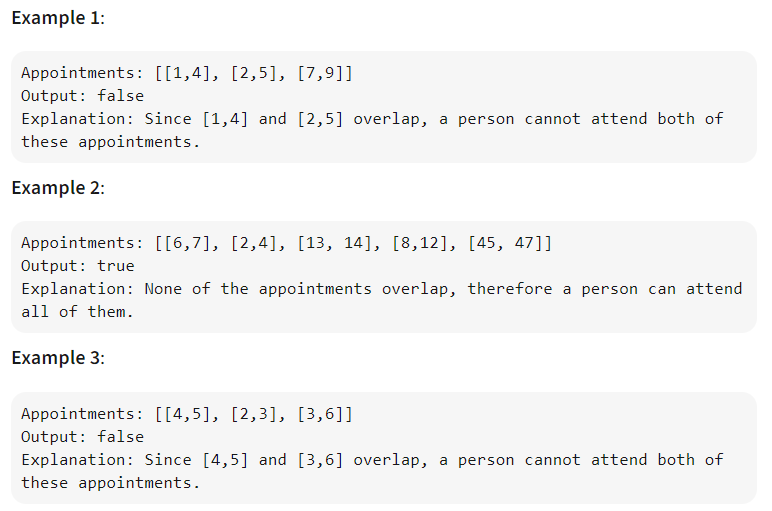 Example 1:
Appointments: [[1,4], [2,5], [7,9]]
Output: false
Explanation: Since [1,4] and [2,5] overlap, a person cannot attend both of
these appointments.
Example 2:
Appointments: [[6,7], [2,4], [13, 14], [8,12], [45, 47]]
Output: true
Explanation: None of the appointments overlap, therefore a person can attend
all of them.
Example 3:
Appointments: [[4,5], [2,3], [3,6]]
Output: false
Explanation: Since [4,5] and [3,6] overlap, a person cannot attend both of
these appointments.